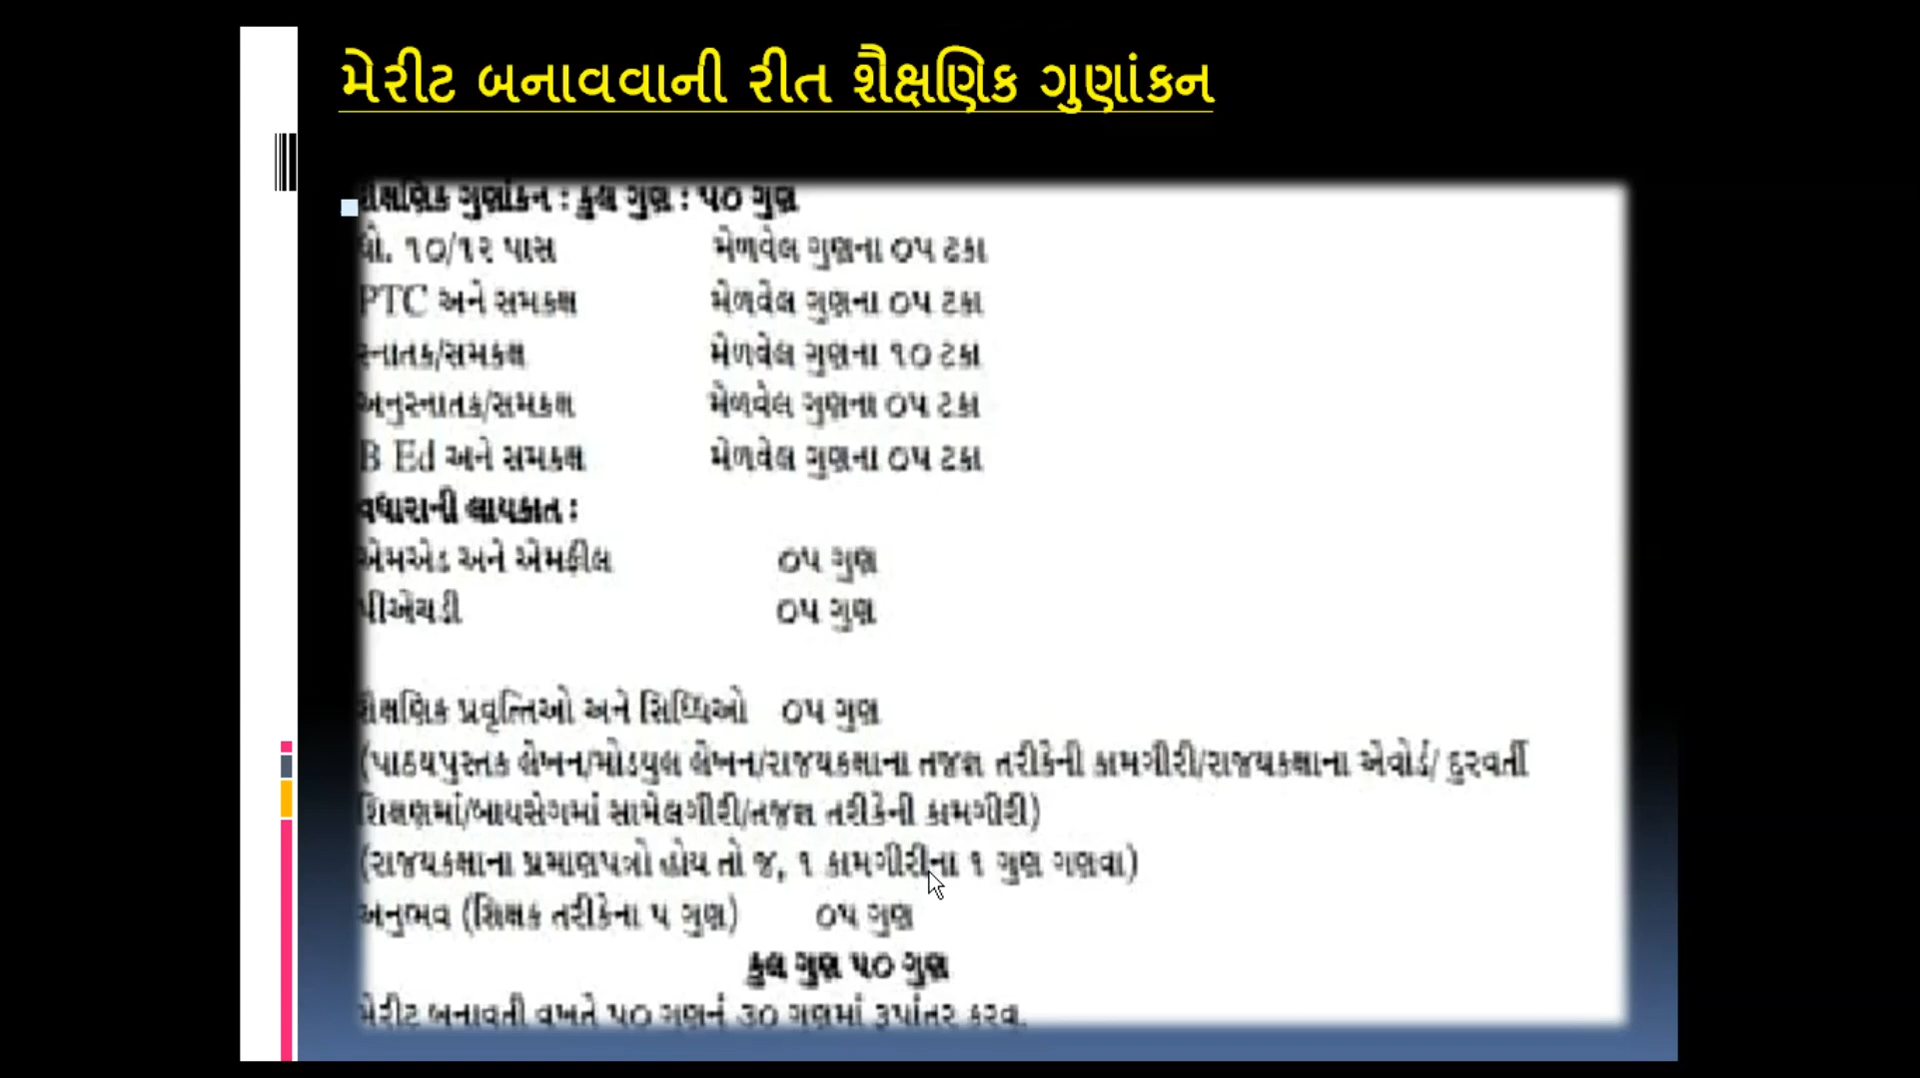 મેરીટ બનાવવાની રીત શૈક્ષણિક ગુણાંકન
શૈક્ષણિક ગુણાંકન : કુલ ગુણ : ૫૦ ગુણ
ધો. ૧૦/૧૨ પાસ મેળવેલ ગુણના ૦૫ ટકા
PTC અને સમકક્ષ મેળવેલ ગુણના ૦૫ ટકા
સ્નાતક/સમકક્ષ મેળવેલ ગુણના ૧૦ ટકા
અનુસ્નાતક/સમકક્ષ મેળવેલ ગુણના ૦૫ ટકા
B Ed અને સમકક્ષ મેળવેલ ગુણના ૦૫ ટકા
વધારાની લાયકાત :
એમએડ અને એમફીલ ૦૫ ગુણ
પીએચડી ૦૫ ગુણ
શૈક્ષણિક પ્રવૃત્તિઓ અને સિધ્ધિઓ ૦૫ ગુણ
(પાઠયપુસ્તક લેખન/મોડયુલ લેખન/રાજયકક્ષાના તજજ્ઞ તરીકેની કામગીરી/રાજયકક્ષાના એવોર્ડ/ દુરવર્તી
શિક્ષણમાં/બાયસેગમાં સામેલગીરી/તજજ્ઞ તરીકેની કામગીરી)
(રાજયકક્ષાના પ્રમાણપત્રો હોય તો જ, ૧ કામગીરીના ૧ ગુણ ગણવા)
અનુભવ (શિક્ષક તરીકેના ૫ ગુણ) ૦૫ ગુણ
કુલ ગુણ ૫૦ ગુણ
મેરીટ બનાવતી વખતે ૫૦ ગુણનું ૩૦ ગુણમાં રૂપાંતર કરવુ.